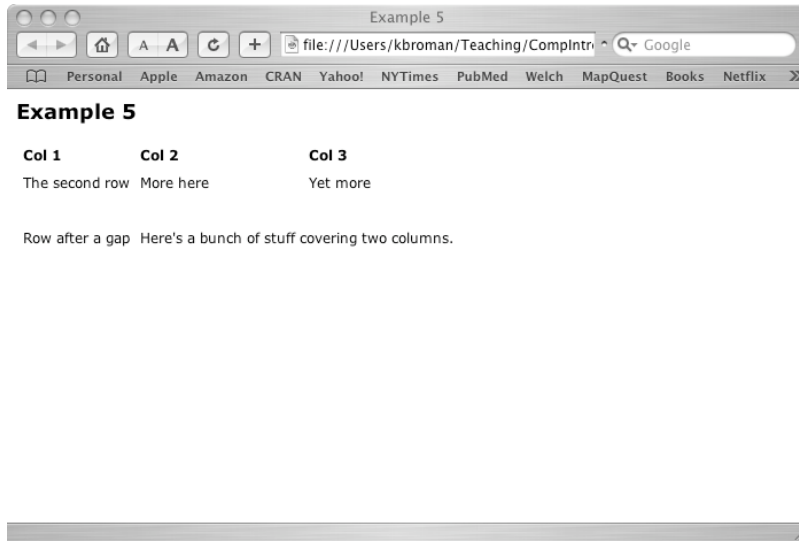 Example 5
A A + file:///Users/kbroman/Teaching/CompIntr Google
Personal Apple Amazon CRAN Yahoo! NYTimes PubMed Welch MapQuest Books Netflix »
Example 5
Col 1 Col 2 Col 3
The second row More here Yet more
Row after a gap Here's a bunch of stuff covering two columns.